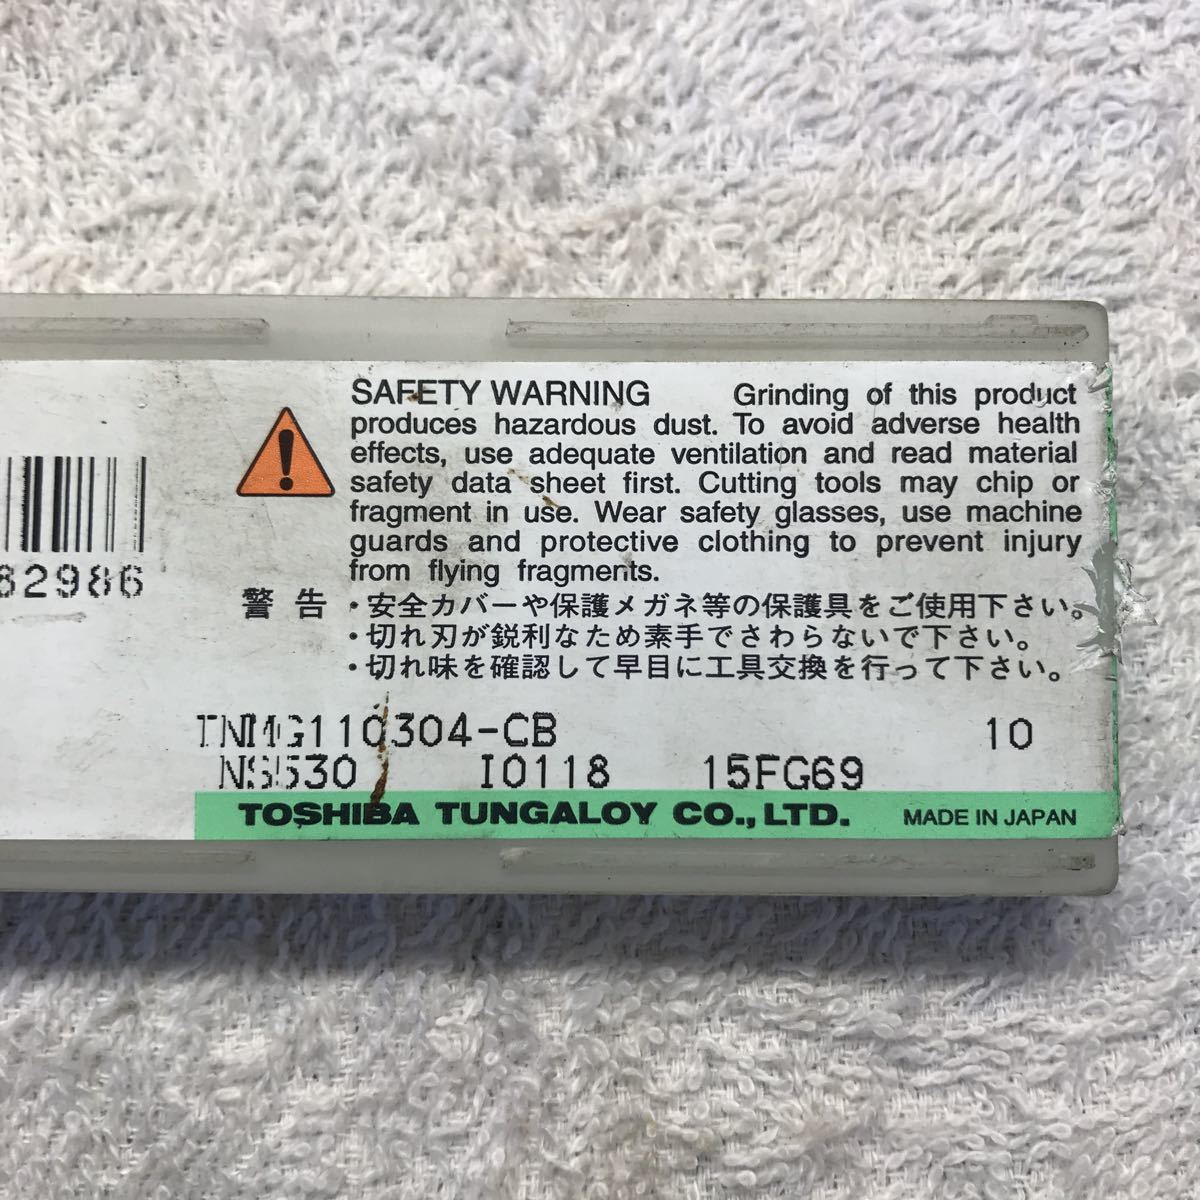 SAFETY WARNING Grinding of this product
produces hazardous dust. To avoid adverse health
effects, use adequate ventilation and read material
safety data sheet first. Cutting tools may chip or
fragment in use. Wear safety glasses, use machine
guards and protective clothing to prevent injury
from flying fragments.
82986
警告 ・安全カバーや保護メガネ等の保護具をご使用下さい。
・切れ刃が鋭利なため素手でさわらないで下さい。
・切れ味を確認して早目に工具交換を行って下さい。
TNMG110304-CB 10
NS530 I0118 15FG69
TOSHIBA TUNGALOY CO., LTD. MADE IN JAPAN